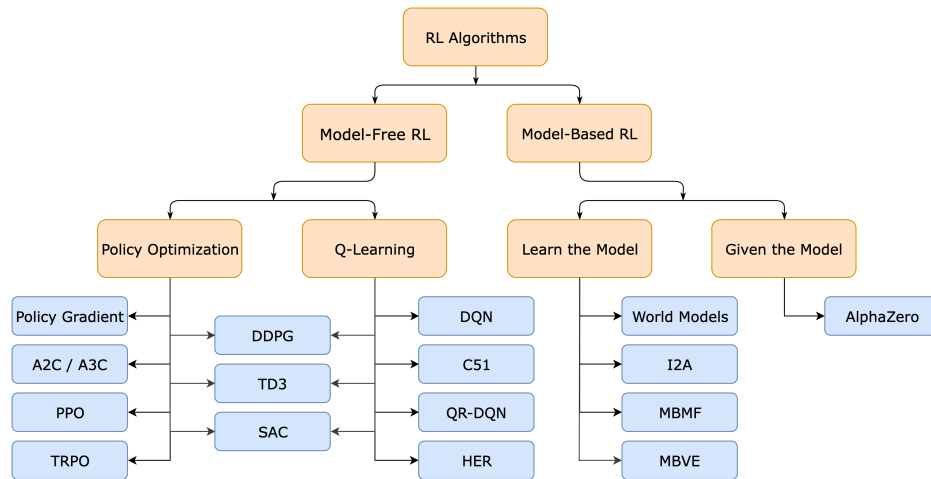 RL Algorithms
Model-Free RL
Model-Based RL
Policy Optimization
Q-Learning
Learn the Model
Given the Model
Policy Gradient
DDPG
DQN
World Models
AlphaZero
A2C / A3C
TD3
C51
I2A
PPO
SAC
QR-DQN
MBMF
TRPO
HER
MBVE